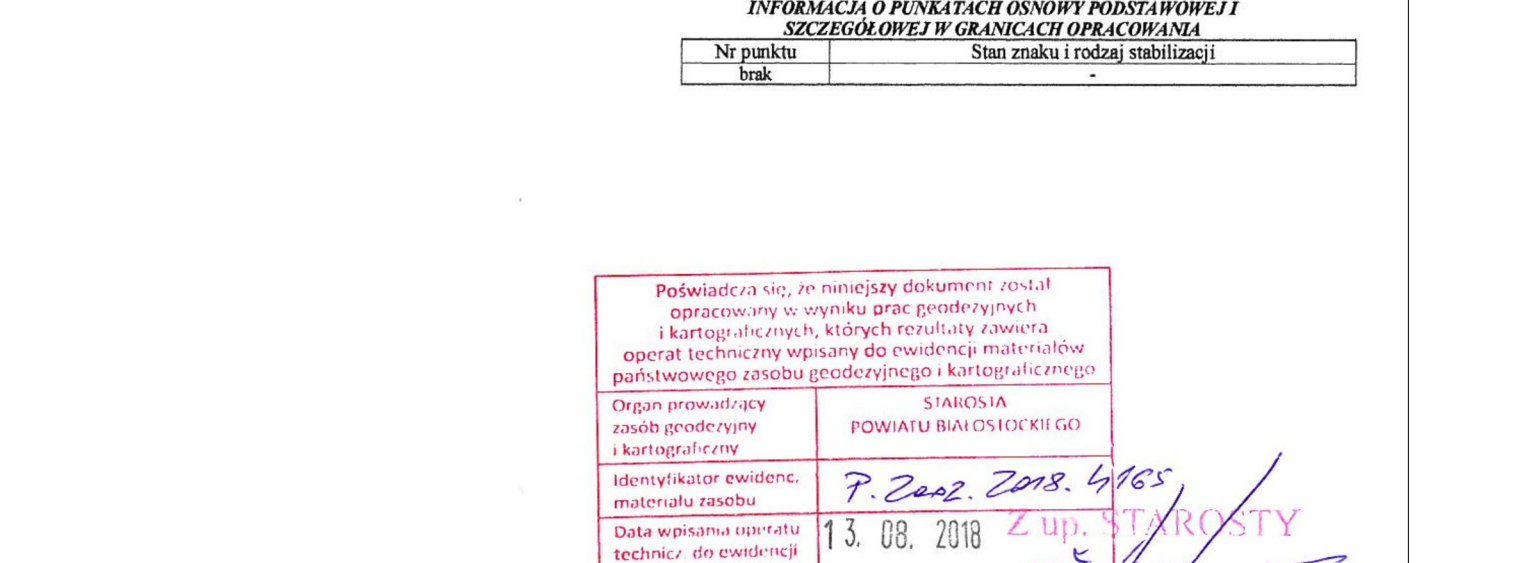 INFORMACJA O PUNKATACH OSNOWY PODSTAWOWEJ I
SZCZEGÓŁOWEJ W GRANICACH OPRACOWANIA
Nr punktu Stan znaku i rodzaj stabilizacji
brak -
Poświadcza się, że niniejszy dokument został
opracowany w wyniku prac geodezyjnych
i kartograficznych, których rezultaty zawiera
operat techniczny wpisany do ewidencji materiałów
państwowego zasobu geodezyjnego i kartograficznego
Organ prowadzący
zasób geodezyjny
i kartograficzny
STAROSTA
POWIATU BIAŁOSTOCKIEGO
Identyfikator ewidenc.
materiału zasobu
P. 2002. 2018. 4165
Data wpisania operatu
technicz. do ewidencji
13. 08. 2018
Z up. STAROSTY